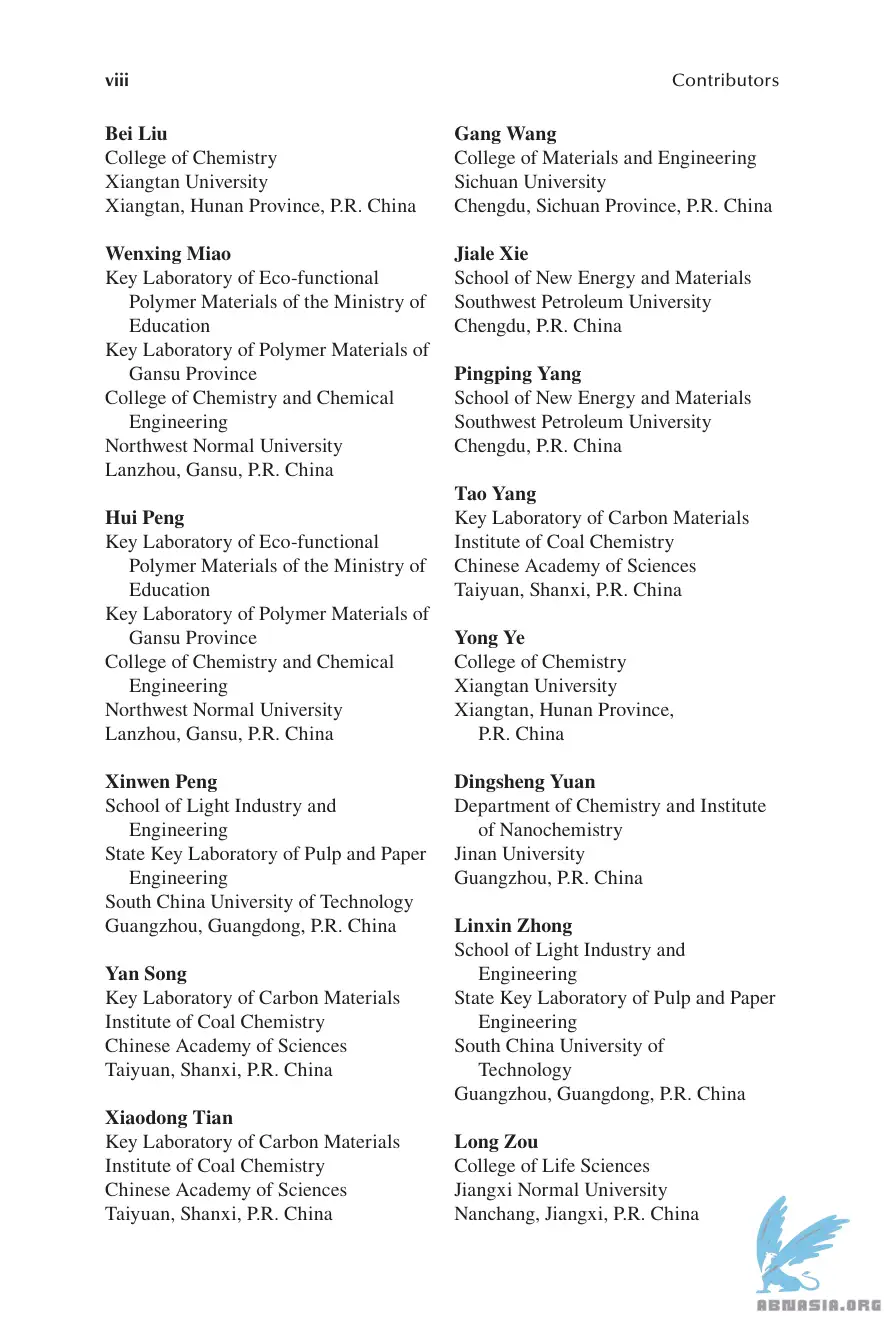 viii
Contributors
Bei Liu
College of Chemistry
Xiangtan University
Xiangtan, Hunan Province, P.R. China
Wenxing Miao
Key Laboratory of Eco-functional
Polymer Materials of the Ministry of
Education
Key Laboratory of Polymer Materials of
Gansu Province
College of Chemistry and Chemical
Engineering
Northwest Normal University
Lanzhou, Gansu, P.R. China
Hui Peng
Key Laboratory of Eco-functional
Polymer Materials of the Ministry of
Education
Key Laboratory of Polymer Materials of
Gansu Province
College of Chemistry and Chemical
Engineering
Northwest Normal University
Lanzhou, Gansu, P.R. China
Xinwen Peng
School of Light Industry and
Engineering
State Key Laboratory of Pulp and Paper
Engineering
South China University of Technology
Guangzhou, Guangdong, P.R. China
Yan Song
Key Laboratory of Carbon Materials
Institute of Coal Chemistry
Chinese Academy of Sciences
Taiyuan, Shanxi, P.R. China
Xiaodong Tian
Key Laboratory of Carbon Materials
Institute of Coal Chemistry
Chinese Academy of Sciences
Taiyuan, Shanxi, P.R. China
Gang Wang
College of Materials and Engineering
Sichuan University
Chengdu, Sichuan Province, P.R. China
Jiale Xie
School of New Energy and Materials
Southwest Petroleum University
Chengdu, P.R. China
Pingping Yang
School of New Energy and Materials
Southwest Petroleum University
Chengdu, P.R. China
Tao Yang
Key Laboratory of Carbon Materials
Institute of Coal Chemistry
Chinese Academy of Sciences
Taiyuan, Shanxi, P.R. China
Yong Ye
College of Chemistry
Xiangtan University
Xiangtan, Hunan Province,
P.R. China
Dingsheng Yuan
Department of Chemistry and Institute
of Nanochemistry
Jinan University
Guangzhou, P.R. China
Linxin Zhong
School of Light Industry and
Engineering
State Key Laboratory of Pulp and Paper
Engineering
South China University of
Technology
Guangzhou, Guangdong, P.R. China
Long Zou
College of Life Sciences
Jiangxi Normal University
Nanchang, Jiangxi, P.R. China
ABNASIA.ORG